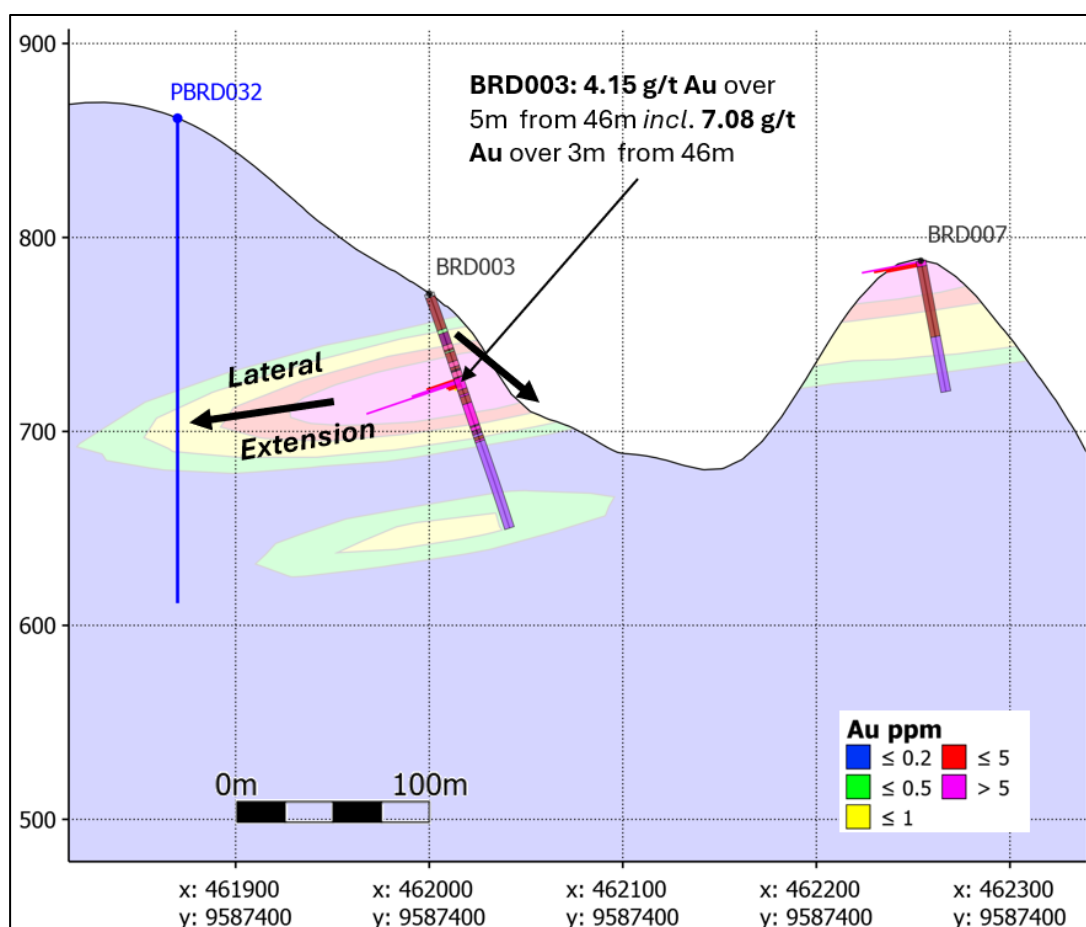 900
PBRD032
BRD003: 4.15 g/t Au over
5m from 46m incl. 7.08 g/t
Au over 3m from 46m
800
BRD003
BRD007
Lateral
Extension
700
600
Au ppm
≤ 0.2
≤ 5
≤ 0.5
> 5
≤ 1
0m
100m
500
x: 461900
y: 9587400
x: 462000
y: 9587400
x: 462100
y: 9587400
x: 462200
y: 9587400
x: 462300
y: 9587400